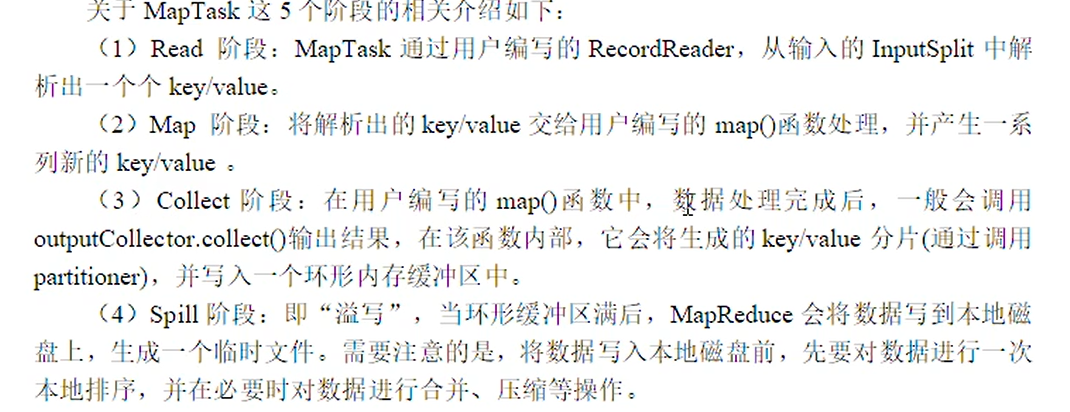 关于 MapTask 这 5 个阶段的相关介绍如下：
（1）Read 阶段：MapTask 通过用户编写的 RecordReader，从输入的 InputSplit 中解
析出一个个 key/value。
（2）Map 阶段：将解析出的 key/value 交给用户编写的 map()函数处理，并产生一系
列新的 key/value 。
（3）Collect 阶段：在用户编写的 map()函数中，数据处理完成后，一般会调用
outputCollector.collect()输出结果，在该函数内部，它会将生成的 key/value 分片(通过调用
partitioner)，并写入一个环形内存缓冲区中。
（4）Spill 阶段：即“溢写”，当环形缓冲区满后，MapReduce 会将数据写到本地磁
盘上，生成一个临时文件。需要注意的是，将数据写入本地磁盘前，先要对数据进行一次
本地排序，并在必要时对数据进行合并、压缩等操作。